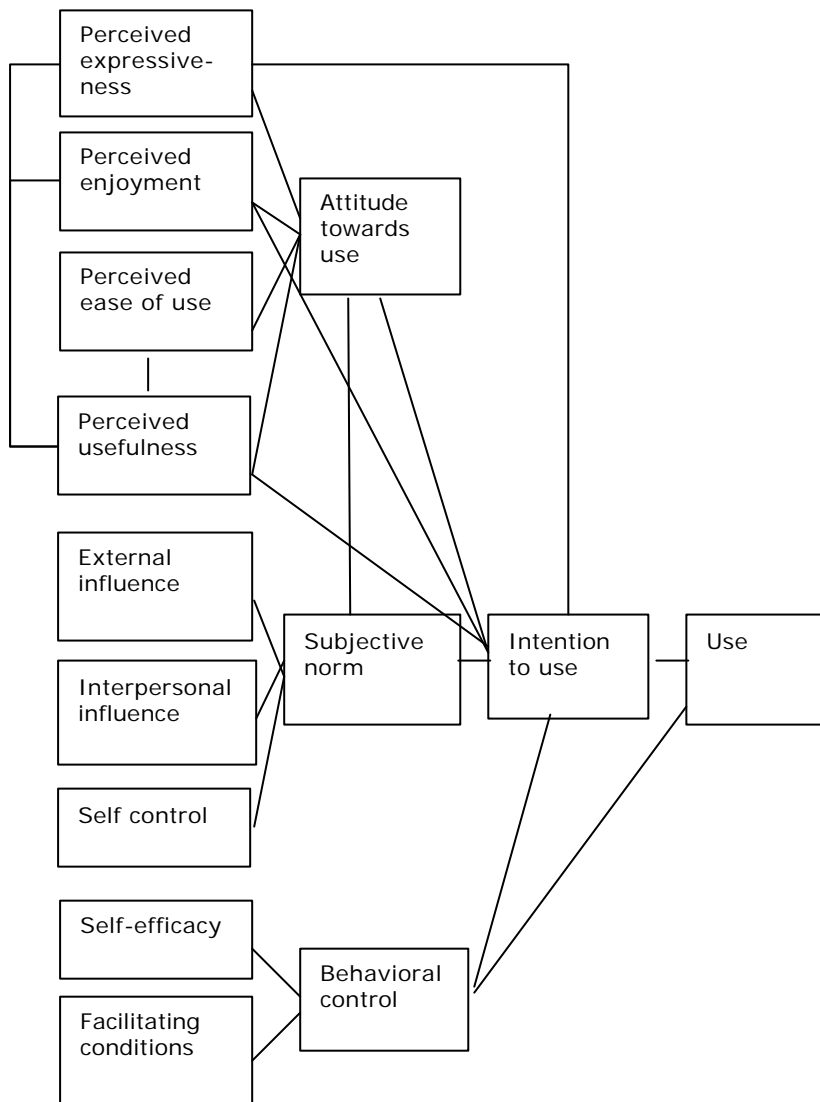 Perceived
expressive-
ness
Perceived
enjoyment
Attitude
towards
use
Perceived
ease of use
Perceived
usefulness
External
influence
Subjective
norm
Intention
to use
Use
Interpersonal
influence
Self control
Self-efficacy
Behavioral
control
Facilitating
conditions